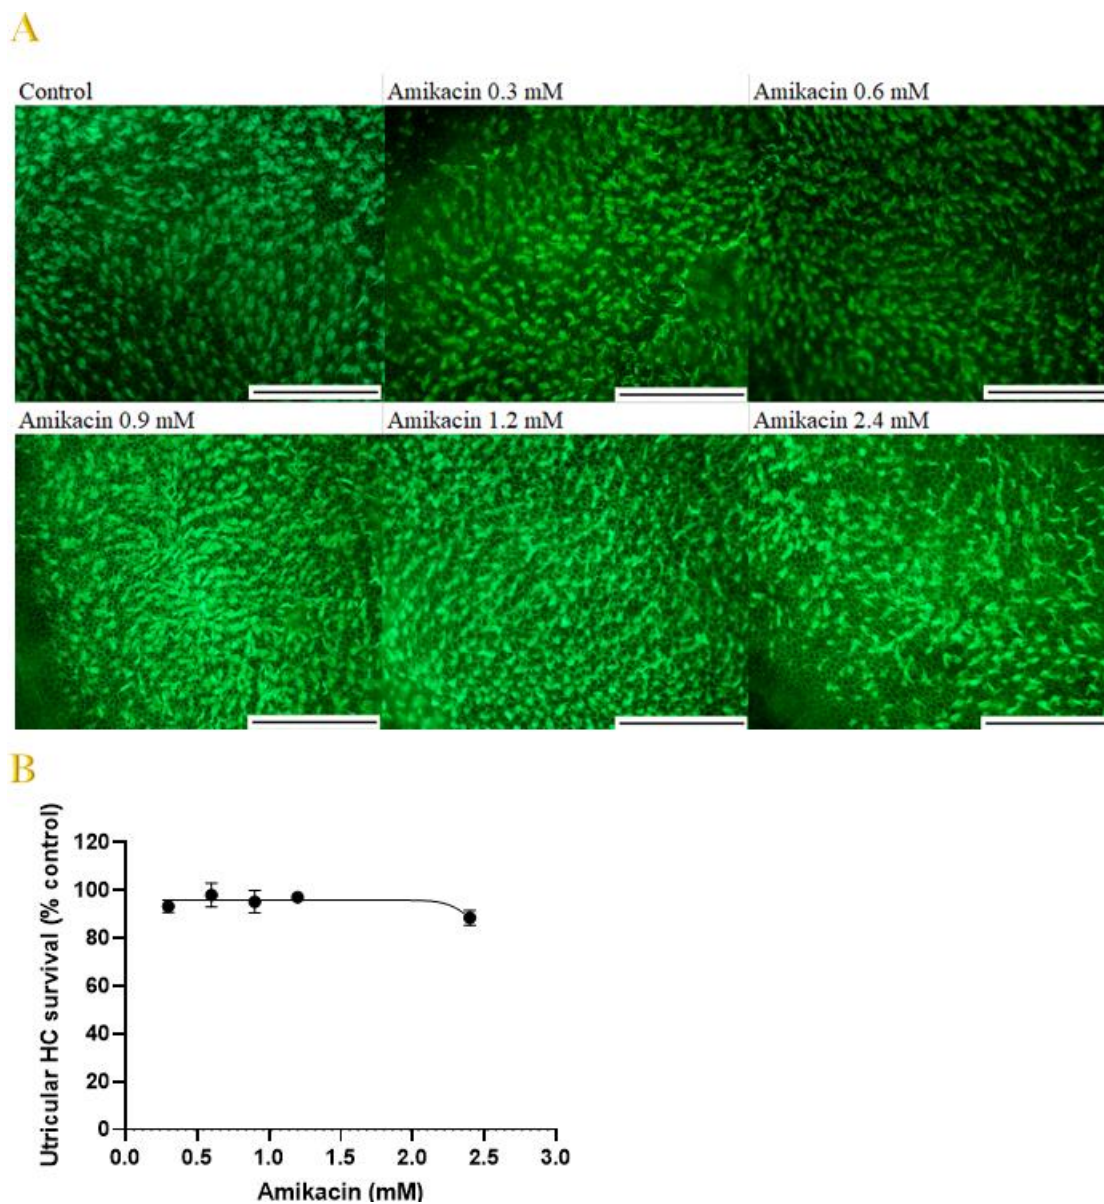 A
Control
Amikacin 0.3 mM
Amikacin 0.6 mM
Amikacin 0.9 mM
Amikacin 1.2 mM
Amikacin 2.4 mM
B
Utricular HC survival (% control)
120
100
80
60
40
20
0
0.0
0.5
1.0
1.5
2.0
2.5
3.0
Amikacin (mM)